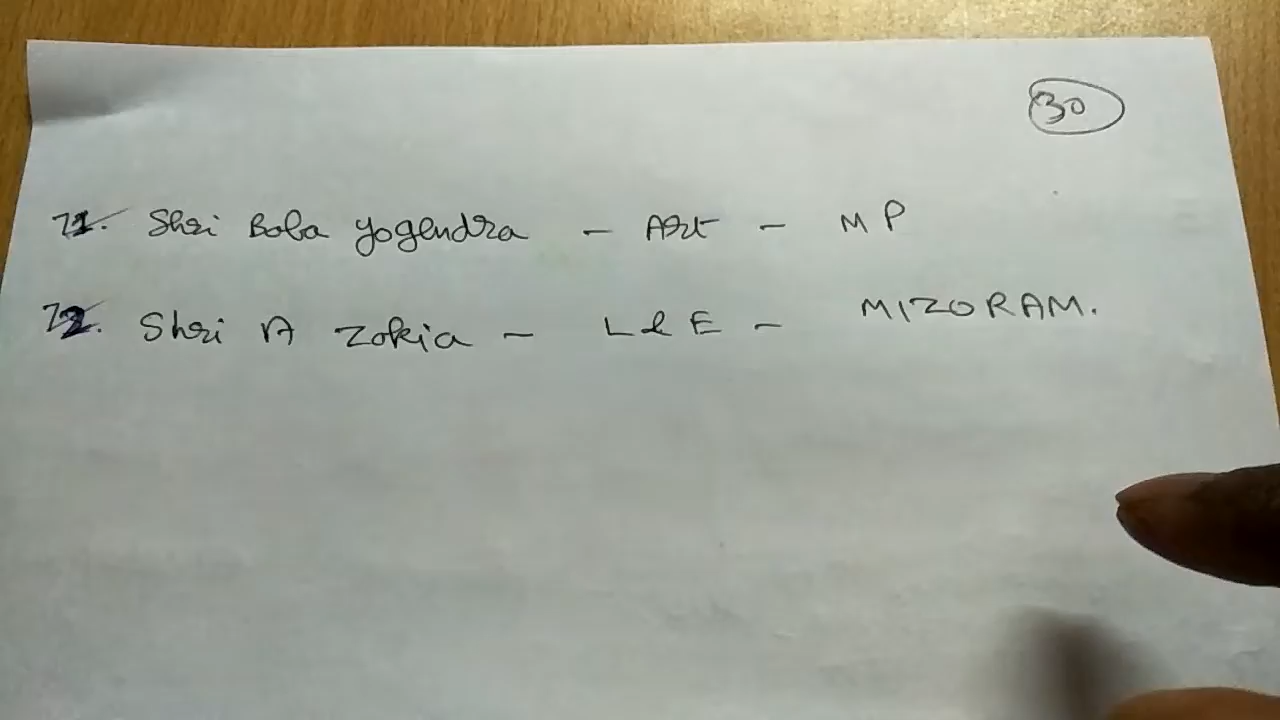 30
71. Shri Baba Yogendra - Art - MP
72. Shri A Zokia - L & E - MIZORAM.